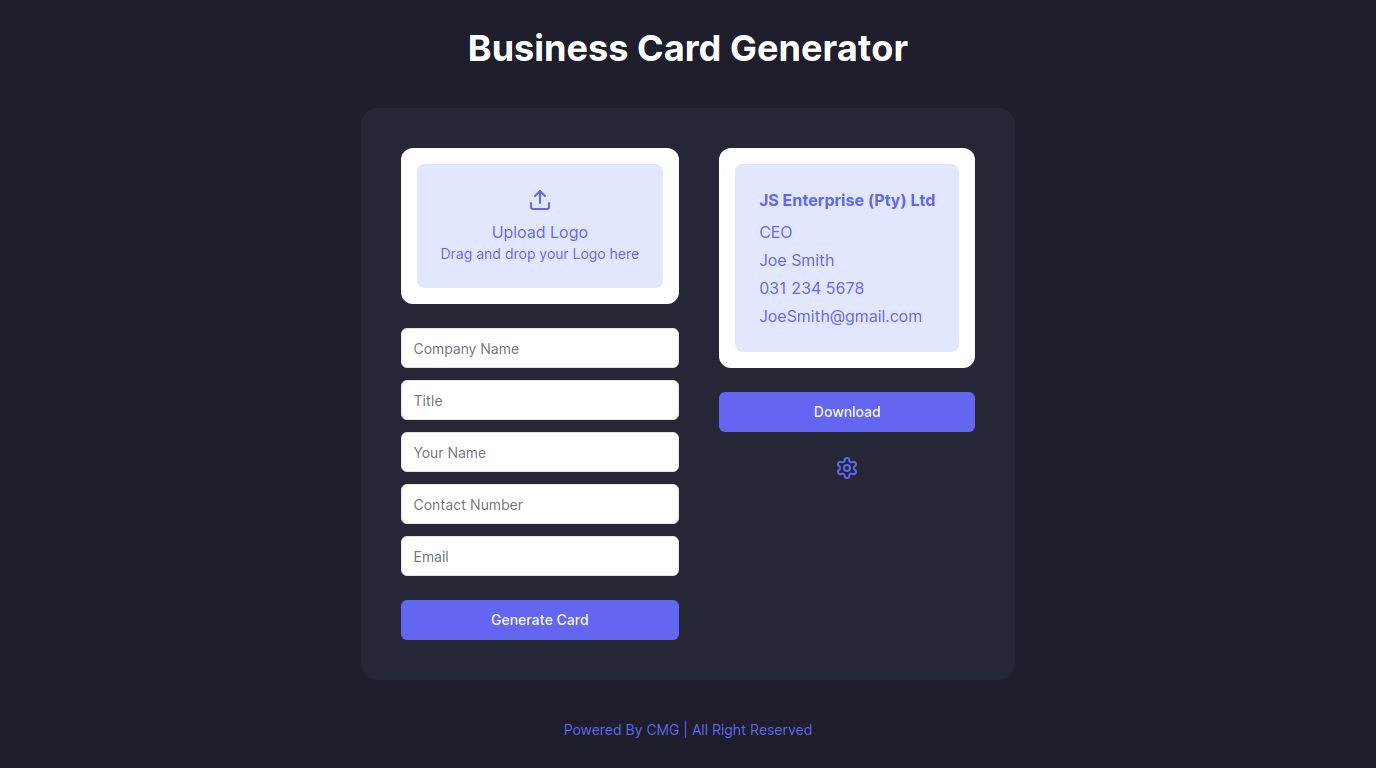 Business Card Generator
Upload Logo
Drag and drop your Logo here
Company Name
Title
Your Name
Contact Number
Email
Generate Card
JS Enterprise (Pty) Ltd
CEO
Joe Smith
031 234 5678
JoeSmith@gmail.com
Download
Powered By CMG | All Right Reserved